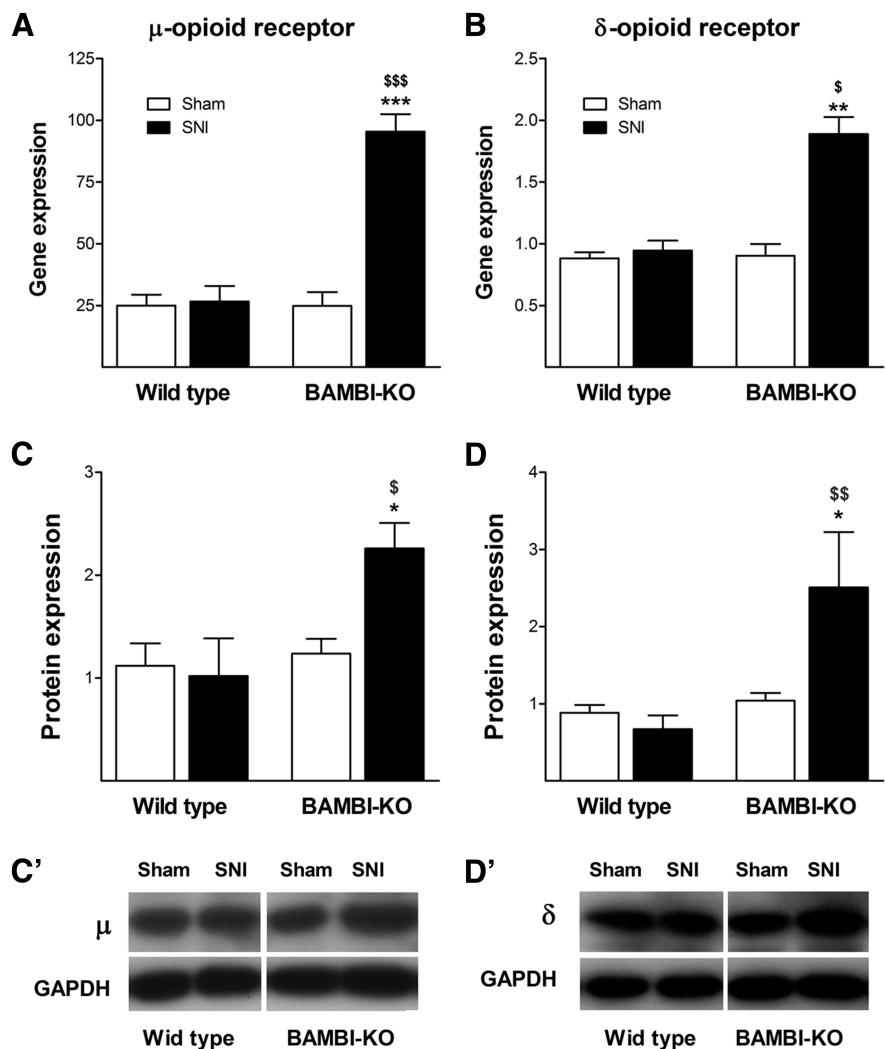 A
μ-opioid receptor
125
100
75
50
25
Gene expression
Sham
SNI
$$$
***
Wild type
BAMBI-KO
B
δ-opioid receptor
2.5
2.0
1.5
1.0
0.5
Gene expression
$
**
Wild type
BAMBI-KO
C
3
2
1
Protein expression
$
*
Wild type
BAMBI-KO
D
4
3
2
1
Protein expression
$$
*
Wild type
BAMBI-KO
C’
Sham SNI Sham SNI
μ
GAPDH
Wid type BAMBI-KO
D’
Sham SNI Sham SNI
δ
GAPDH
Wid type BAMBI-KO